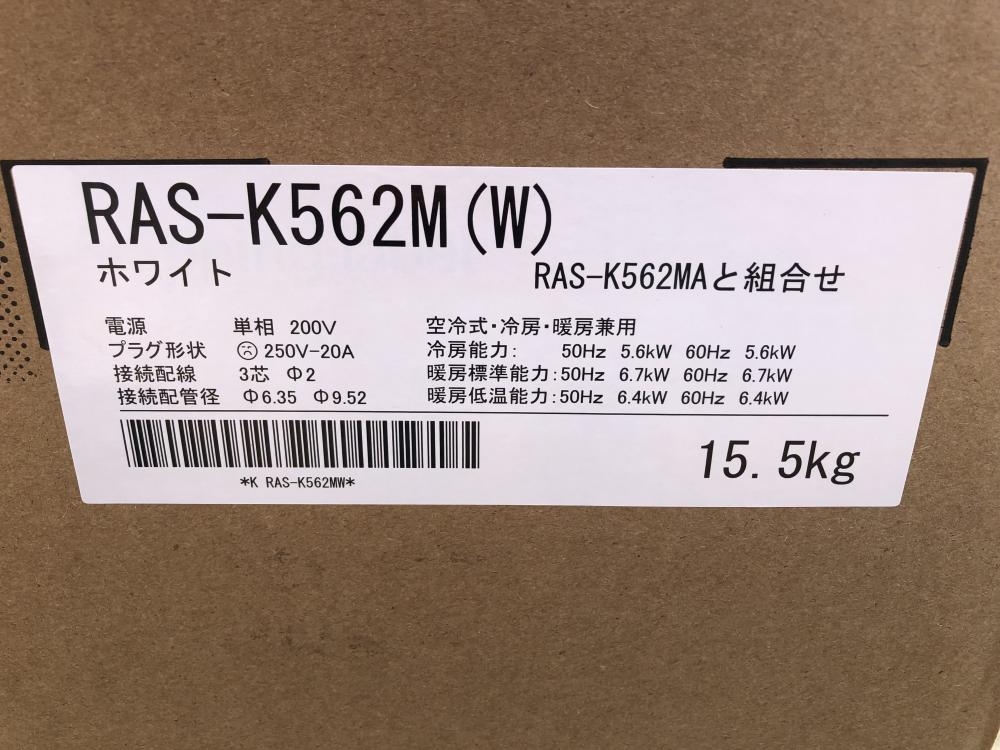 RAS-K562M(W)
ホワイト
RAS-K562MAと組合せ
電源 単相 200V
プラグ形状 250V-20A
接続配線 3芯 Φ2
接続配管径 Φ6.35 Φ9.52
空冷式・冷房・暖房兼用
冷房能力: 50Hz 5.6kW 60Hz 5.6kW
暖房標準能力:50Hz 6.7kW 60Hz 6.7kW
暖房低温能力:50Hz 6.4kW 60Hz 6.4kW
*K RAS-K562MW*
15.5kg